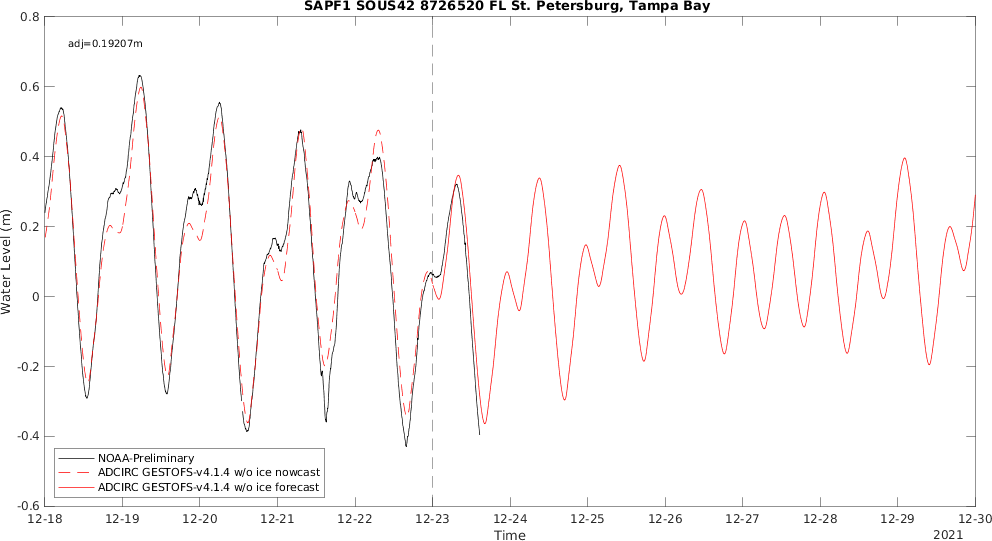 SAPF1 SOUS42 8726520 FL St. Petersburg, Tampa Bay
adj=0.19207m
Water Level (m)
0.8
0.6
0.4
0.2
0
-0.2
-0.4
-0.6
NOAA-Preliminary
ADCIRC GESTOFS-v4.1.4 w/o ice nowcast
ADCIRC GESTOFS-v4.1.4 w/o ice forecast
12-18 12-19 12-20 12-21 12-22 12-23 12-24 12-25 12-26 12-27 12-28 12-29 12-30
Time
2021